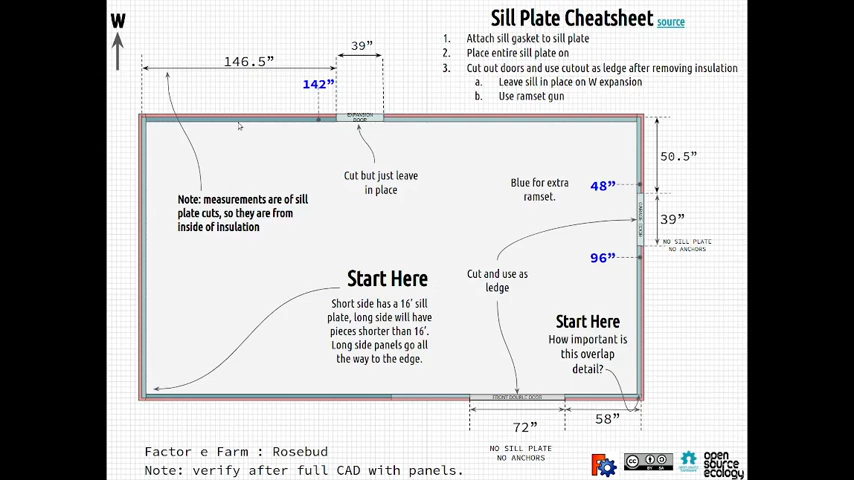 Sill Plate Cheatsheet source
W
1. Attach sill gasket to sill plate
2. Place entire sill plate on
3. Cut out doors and use cutout as ledge after removing insulation
a. Leave sill in place on W expansion
b. Use ramset gun
39”
146.5”
142”
EXPANSION
DOOR
50.5”
Cut but just leave
in place
Blue for extra
ramset.
48”
Note: measurements are of sill
plate cuts, so they are from
inside of insulation
39”
NO SILL PLATE
NO ANCHORS
96”
Start Here
Cut and use as
ledge
Short side has a 16’ sill
plate, long side will have
pieces shorter than 16’.
Long side panels go all
the way to the edge.
Start Here
How important is
this overlap
detail?
FRONT DOUBLE DOOR
72”
58”
NO SILL PLATE
NO ANCHORS
Factor e Farm : Rosebud
Note: verify after full CAD with panels.
CC BY SA
open
source
ecology